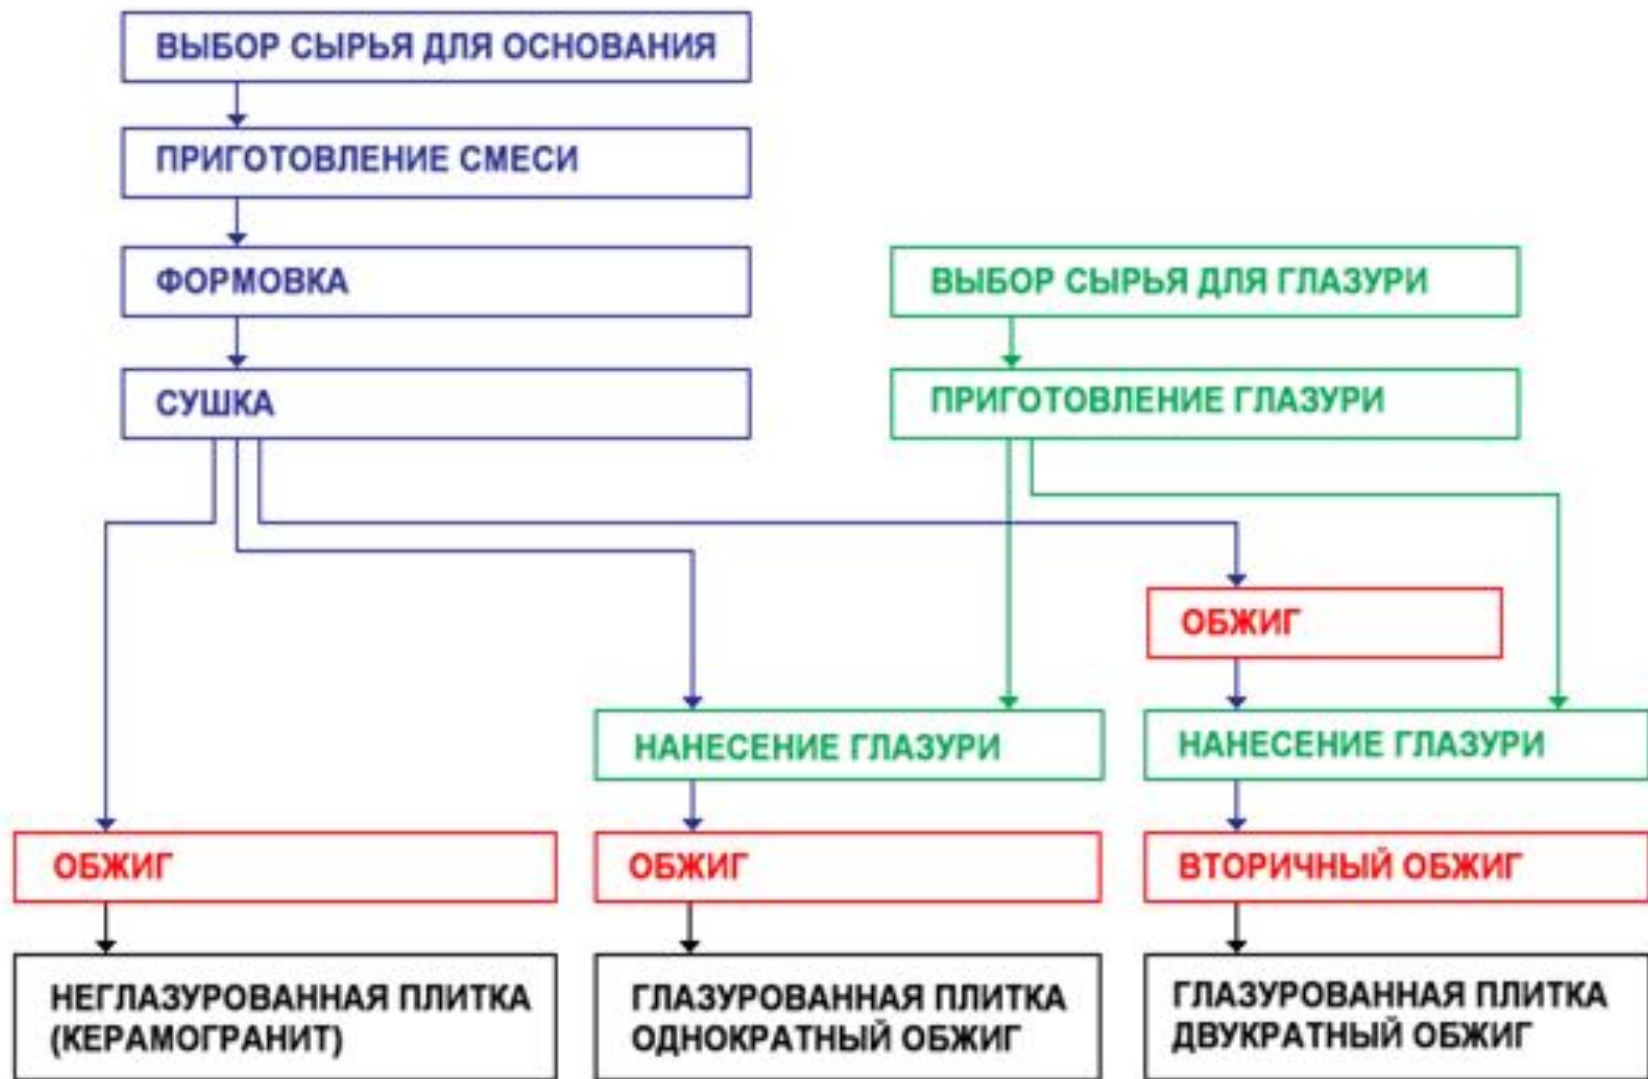 ВЫБОР СЫРЬЯ ДЛЯ ОСНОВАНИЯ
ПРИГОТОВЛЕНИЕ СМЕСИ
ФОРМОВКА
ВЫБОР СЫРЬЯ ДЛЯ ГЛАЗУРИ
СУШКА
ПРИГОТОВЛЕНИЕ ГЛАЗУРИ
ОБЖИГ
НАНЕСЕНИЕ ГЛАЗУРИ
НАНЕСЕНИЕ ГЛАЗУРИ
ОБЖИГ
ОБЖИГ
ВТОРИЧНЫЙ ОБЖИГ
НЕГЛАЗУРОВАННАЯ ПЛИТКА
(КЕРАМОГРАНИТ)
ГЛАЗУРОВАННАЯ ПЛИТКА
ОДНОКРАТНЫЙ ОБЖИГ
ГЛАЗУРОВАННАЯ ПЛИТКА
ДВУКРАТНЫЙ ОБЖИГ